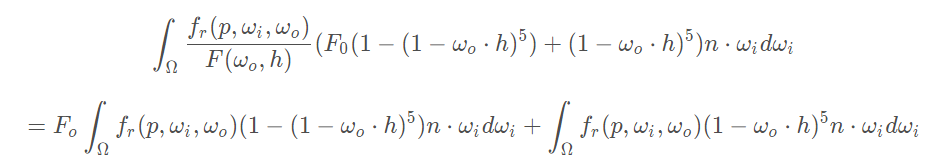 ∫_Ω f_r(p, ω_i, ω_o)/F(ω_o, h) (F_0(1 − (1 − ω_o · h)^5) + (1 − ω_o · h)^5)n · ω_i dω_i
= F_o ∫_Ω f_r(p, ω_i, ω_o)(1 − (1 − ω_o · h)^5)n · ω_i dω_i + ∫_Ω f_r(p, ω_i, ω_o)(1 − ω_o · h)^5 n · ω_i dω_i